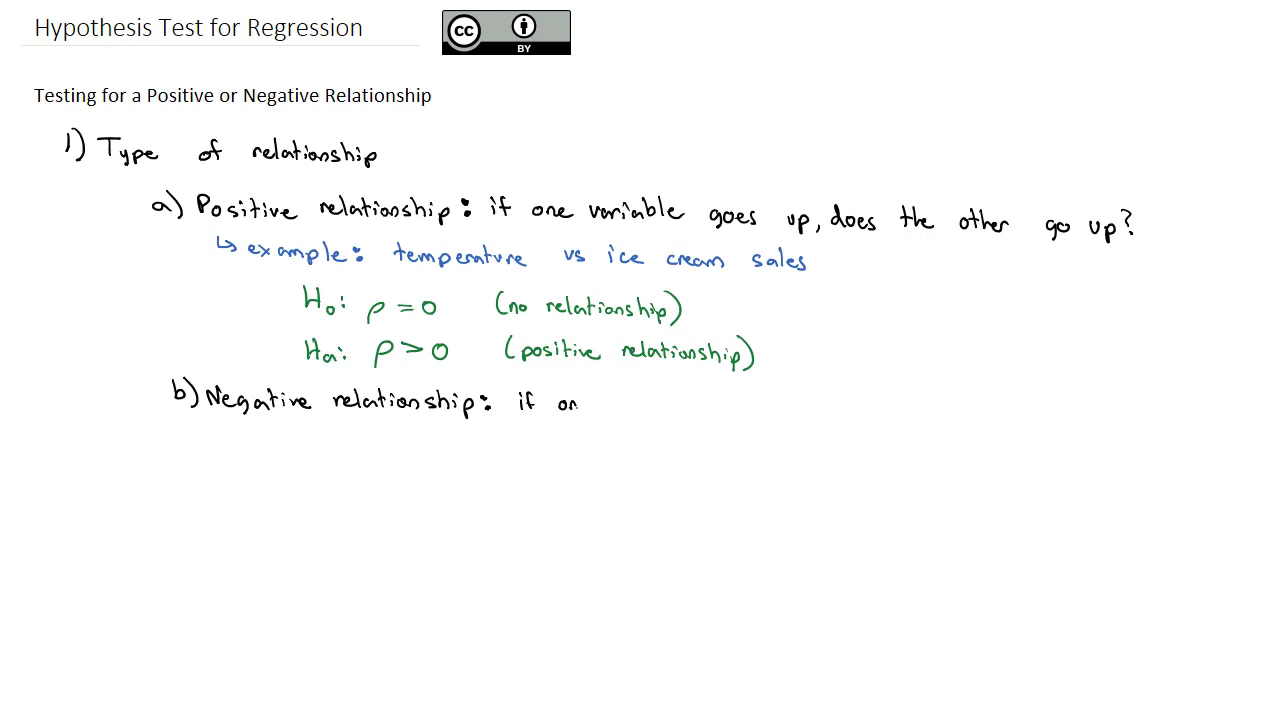 Hypothesis Test for Regression
cc
BY
Testing for a Positive or Negative Relationship
1) Type of relationship
a) Positive relationship: if one variable goes up, does the other go up?
↳ example: temperature vs ice cream sales
H₀: ρ = 0 (no relationship)
Hₐ: ρ > 0 (positive relationship)
b) Negative relationship: if on